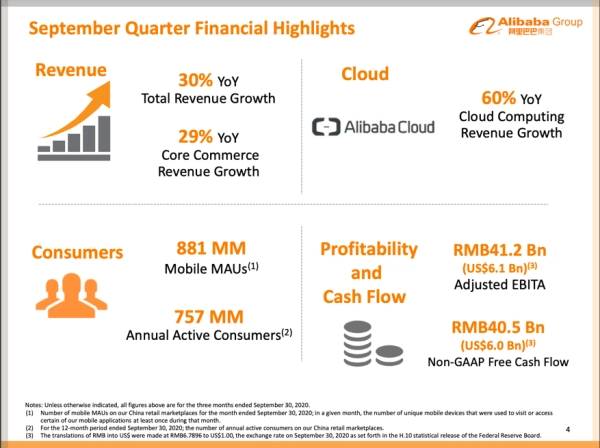 September Quarter Financial Highlights
Alibaba Group
阿里巴巴集团
Revenue
30% YoY
Total Revenue Growth
29% YoY
Core Commerce
Revenue Growth
Cloud
Alibaba Cloud
60% YoY
Cloud Computing
Revenue Growth
Consumers
881 MM
Mobile MAUs(1)
757 MM
Annual Active Consumers(2)
Profitability
and
Cash Flow
RMB41.2 Bn
(US$6.1 Bn)(3)
Adjusted EBITA
RMB40.5 Bn
(US$6.0 Bn)(3)
Non-GAAP Free Cash Flow
Notes: Unless otherwise indicated, all figures above are for the three months ended September 30, 2020.
(1) Number of mobile MAUs on our China retail marketplaces for the month ended September 30, 2020; in a given month, the number of unique mobile devices that were used to visit or access
certain of our mobile applications at least once during that month.
(2) For the 12-month period ended September 30, 2020, the number of annual active consumers on our China retail marketplaces.
(3) The translations of RMB into US$ were made at RMB6.7896 to US$1.00, the exchange rate on September 30, 2020 as set forth in the H.10 statistical release of the Federal Reserve Board.
4